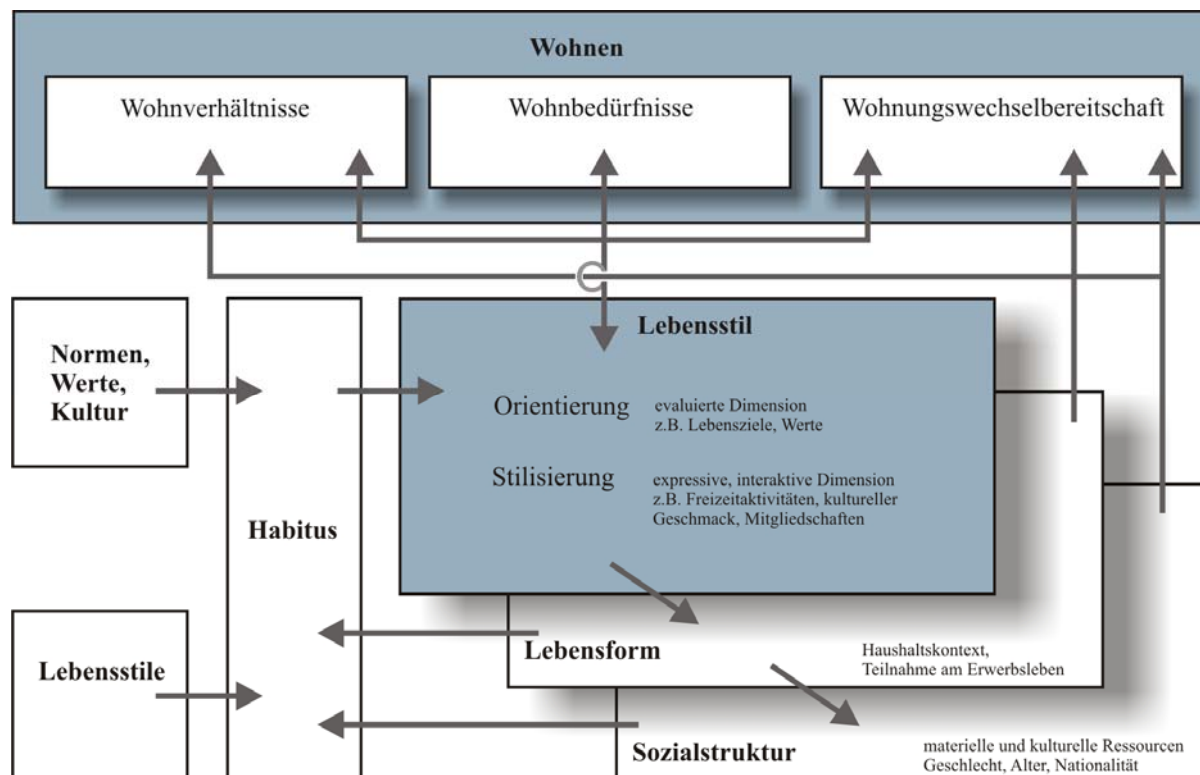 Wohnen
Wohnverhältnisse
Wohnbedürfnisse
Wohnungswechselbereitschaft
Normen,
Werte,
Kultur
Habitus
Lebensstile
Lebensstil
Orientierung
evaluierte Dimension
z.B. Lebensziele, Werte
Stilisierung
expressive, interaktive Dimension
z.B. Freizeitaktivitäten, kultureller
Geschmack, Mitgliedschaften
Lebensform
Haushaltskontext,
Teilnahme am Erwerbsleben
Sozialstruktur
materielle und kulturelle Ressourcen
Geschlecht, Alter, Nationalität